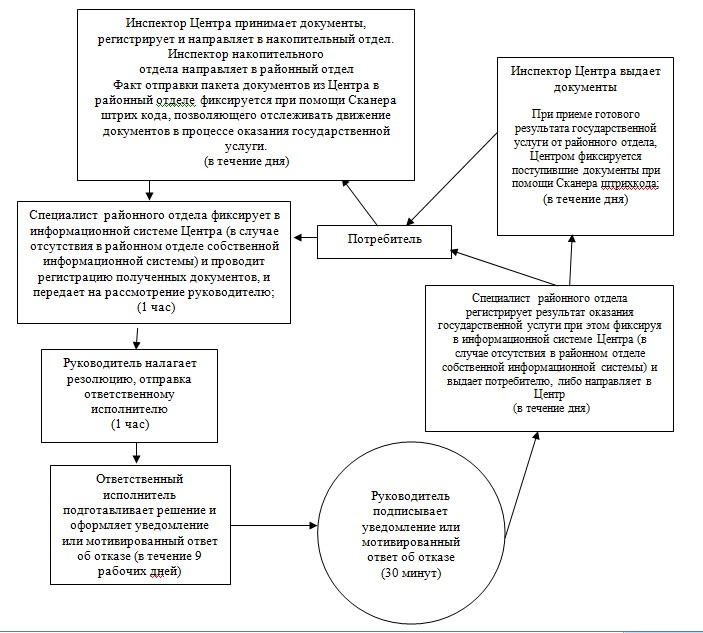 Инспектор Центра принимает документы,
регистрирует и направляет в накопительный отдел.
Инспектор накопительного
отдела направляет в районный отдел
Факт отправки пакета документов из Центра в
районный отделе фиксируется при помощи Сканера
штрих кода, позволяющего отслеживать движение
документов в процессе оказания государственной
услуги.
(в течение дня)
Инспектор Центра выдает
документы
При приеме готового
результата государственной
услуги от районного отдела,
Центром фиксируется
поступившие документы при
помощи Сканера штрихкода;
(в течение дня)
Специалист районного отдела фиксирует в
информационной системе Центра (в случае
отсутствия в районном отделе собственной
информационной системы) и проводит
регистрацию полученных документов, и
передает на рассмотрение руководителю;
(1 час)
Потребитель
Специалист районного отдела
регистрирует результат оказания
государственной услуги при этом фиксируя
в информационной системе Центра (в
случае отсутствия в районном отделе
собственной информационной системы) и
выдает потребителю, либо направляет в
Центр
(в течение дня)
Руководитель налагает
резолюцию, отправка
ответственному
исполнителю
(1 час)
Ответственный
исполнитель
подготавливает решение и
оформляет уведомление
или мотивированный ответ
об отказе (в течение 9
рабочих дней)
Руководитель
подписывает
уведомление или
мотивированный
ответ об отказе
(30 минут)